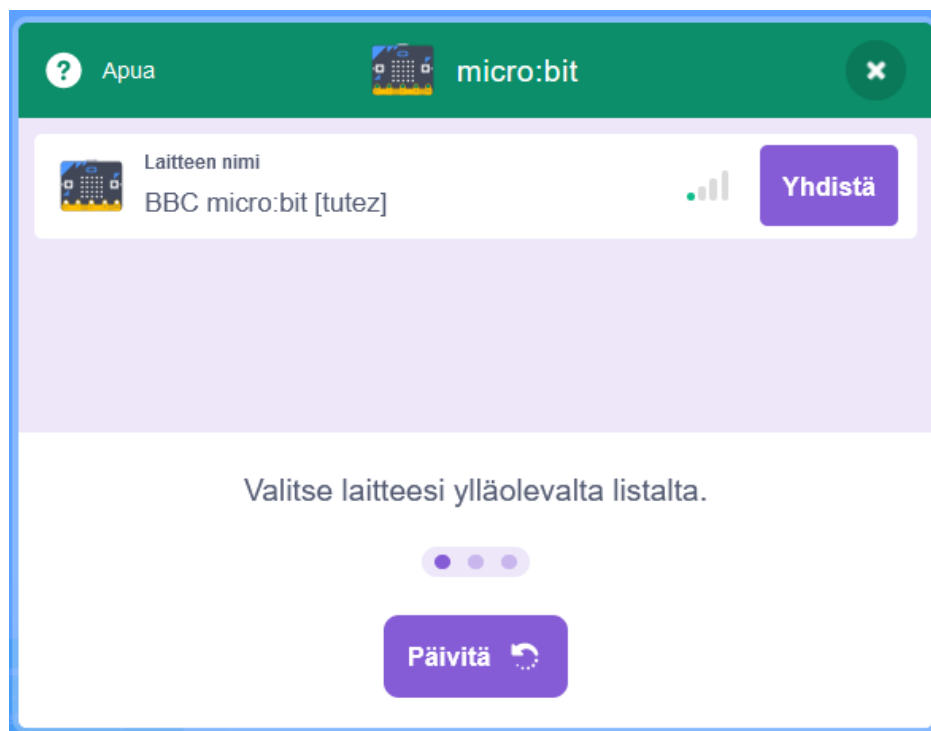 Apua
micro:bit
Laitteen nimi
BBC micro:bit [tutez]
Yhdistä
Valitse laitteesi ylläolevalta listalta.
Päivitä